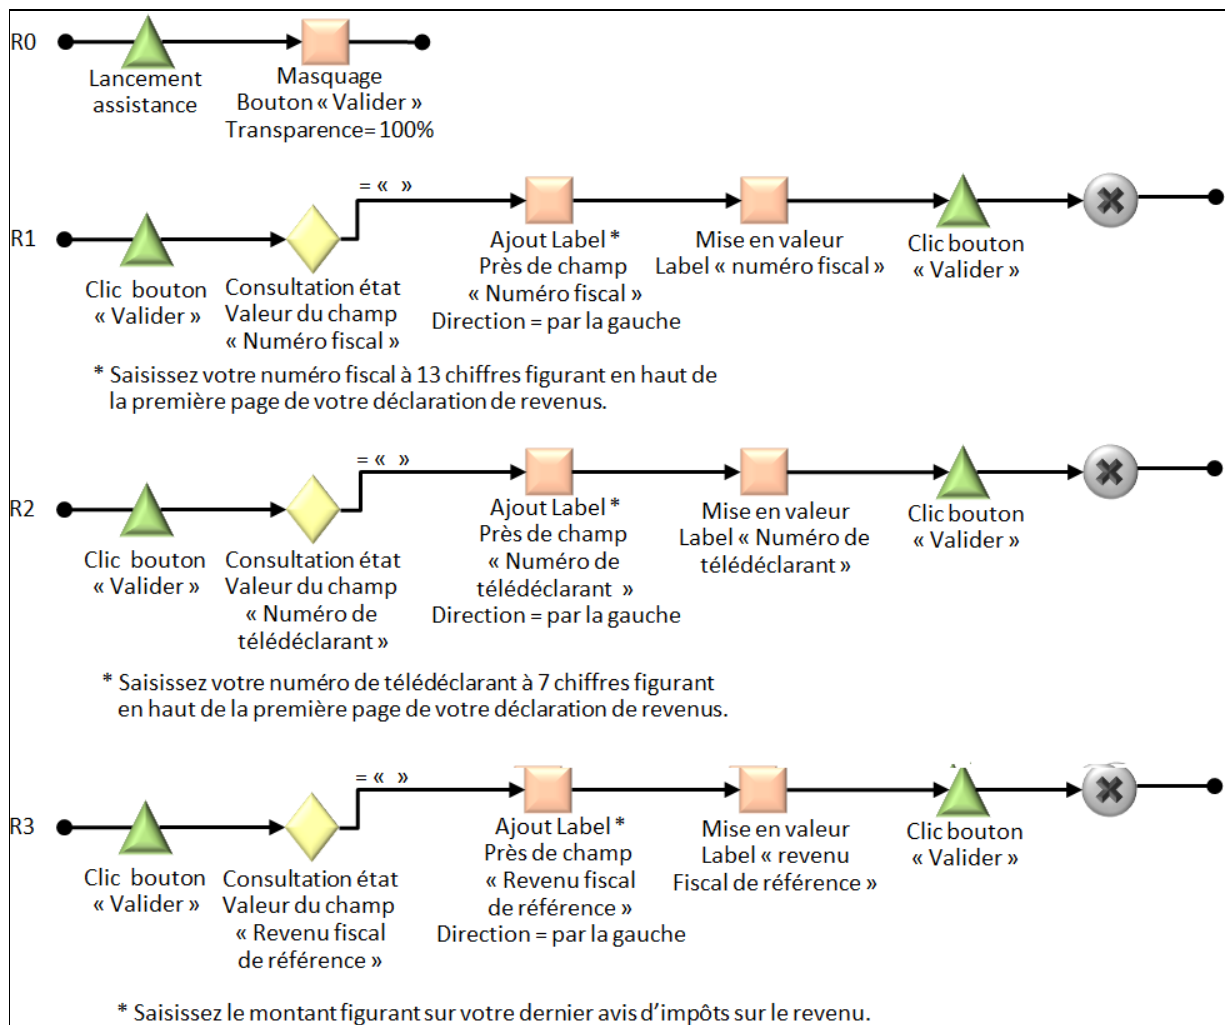 R0
Lancement
assistance
Masquage
Bouton « Valider »
Transparence= 100%
R1
Clic bouton
« Valider »
Consultation état
Valeur du champ
« Numéro fiscal »
= « »
Ajout Label *
Près de champ
« Numéro fiscal »
Direction = par la gauche
Mise en valeur
Label « numéro fiscal »
Clic bouton
« Valider »
* Saisissez votre numéro fiscal à 13 chiffres figurant en haut de
la première page de votre déclaration de revenus.
R2
Clic bouton
« Valider »
Consultation état
Valeur du champ
« Numéro de
télédéclarant »
= « »
Ajout Label *
Près de champ
« Numéro de
télédéclarant »
Direction = par la gauche
Mise en valeur
Label « Numéro de
télédéclarant »
Clic bouton
« Valider »
* Saisissez votre numéro de télédéclarant à 7 chiffres figurant
en haut de la première page de votre déclaration de revenus.
R3
Clic bouton
« Valider »
Consultation état
Valeur du champ
« Revenu fiscal
de référence »
= « »
Ajout Label *
Près de champ
« Revenu fiscal
de référence »
Direction = par la gauche
Mise en valeur
Label « revenu
Fiscal de référence »
Clic bouton
« Valider »
* Saisissez le montant figurant sur votre dernier avis d'impôts sur le revenu.